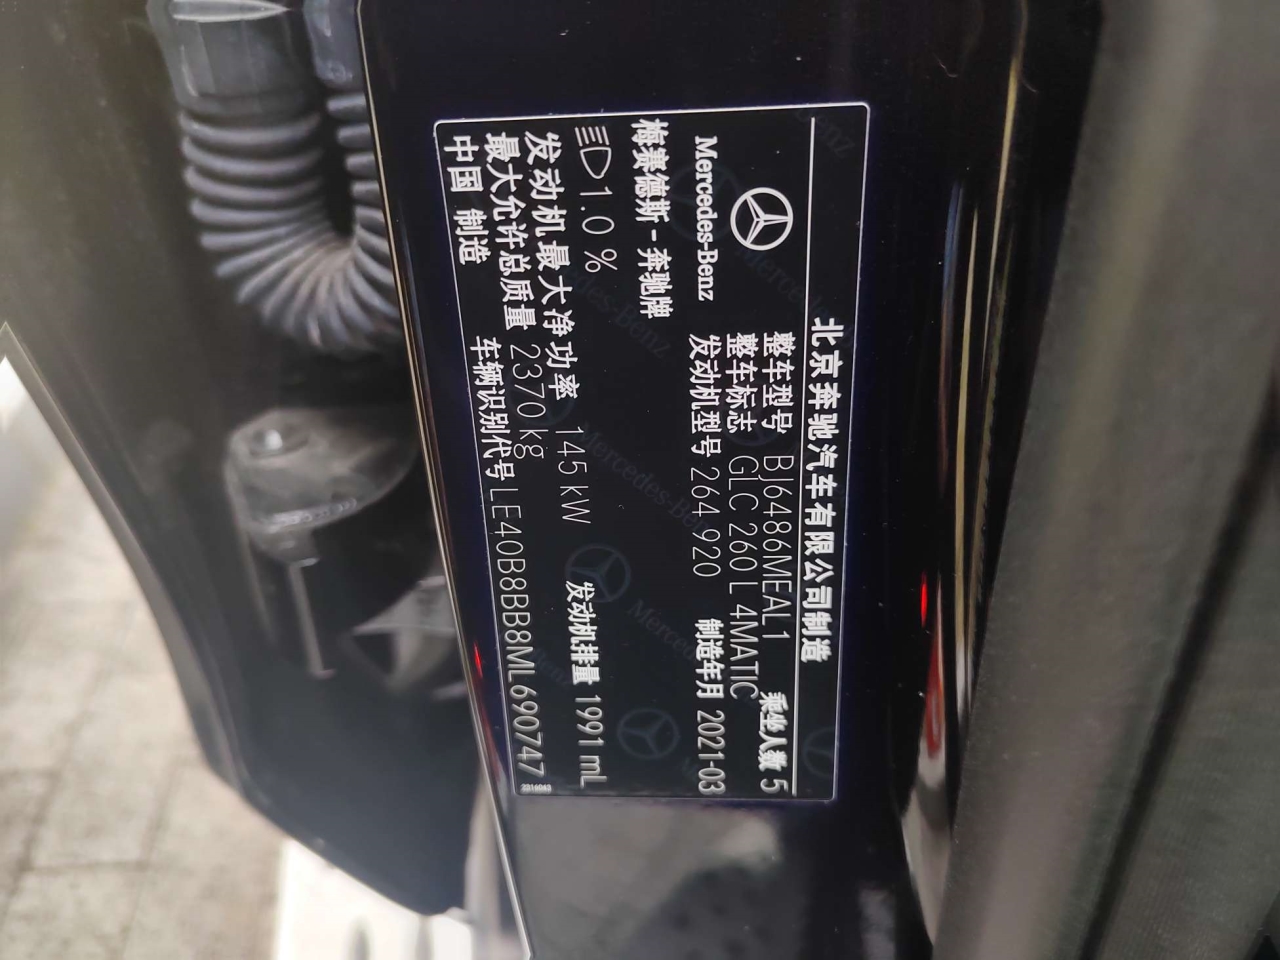 北京奔驰汽车有限公司制造
Mercedes-Benz
整车型号 BJ6486MEAL1 乘坐人数 5
整车标志 GLC 260 L 4MATIC
发动机型号 264 920 制造年月 2021-03
梅赛德斯-奔驰牌
1.0 %
发动机最大净功率 145 kW 发动机排量 1991 mL
最大允许总质量 2370 kg
中国 制造 车辆识别代号 LE40B8BB8ML690747